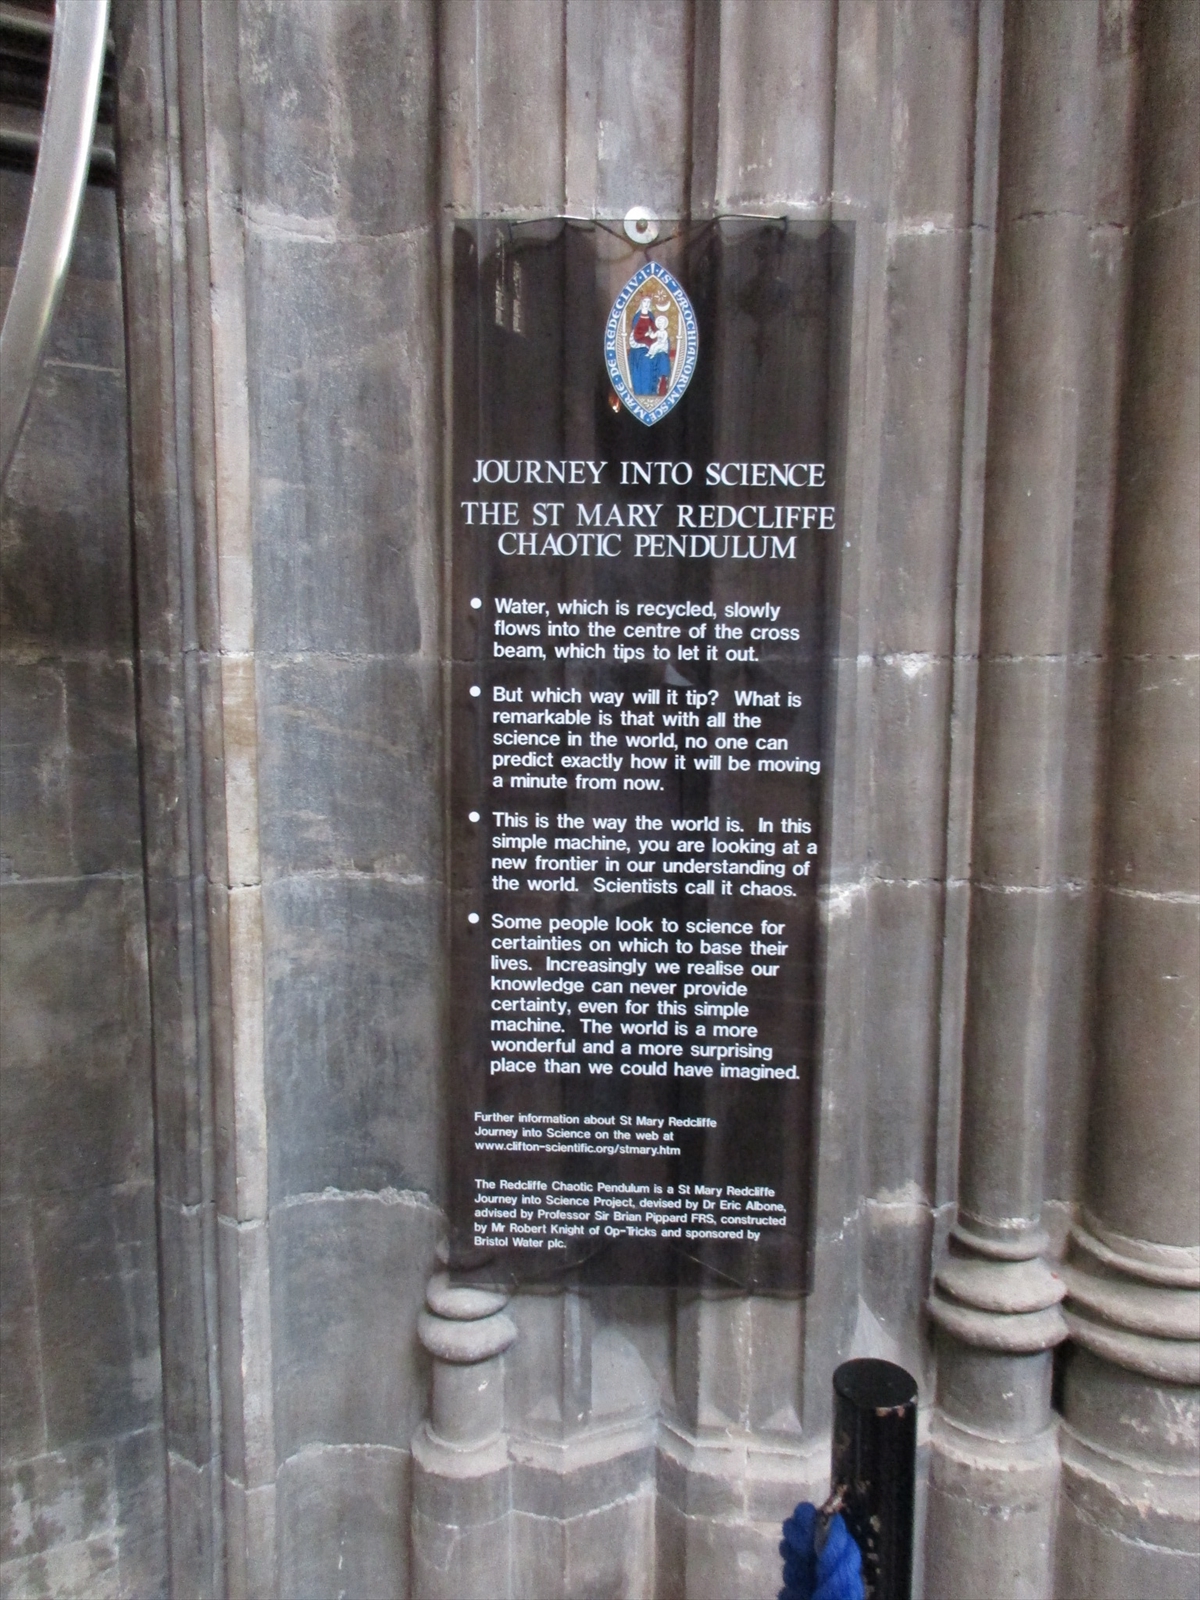 SIGILLUM PAROCHIANORVM SCE MARIE DE REDECLIVE
JOURNEY INTO SCIENCE
THE ST MARY REDCLIFFE
CHAOTIC PENDULUM
• Water, which is recycled, slowly
flows into the centre of the cross
beam, which tips to let it out.
• But which way will it tip? What is
remarkable is that with all the
science in the world, no one can
predict exactly how it will be moving
a minute from now.
• This is the way the world is. In this
simple machine, you are looking at a
new frontier in our understanding of
the world. Scientists call it chaos.
• Some people look to science for
certainties on which to base their
lives. Increasingly we realise our
knowledge can never provide
certainty, even for this simple
machine. The world is a more
wonderful and a more surprising
place than we could have imagined.
Further information about St Mary Redcliffe
Journey into Science on the web at
www.clifton-scientific.org/stmary.htm
The Redcliffe Chaotic Pendulum is a St Mary Redcliffe
Journey into Science Project, devised by Dr Eric Albone,
advised by Professor Sir Brian Pippard FRS, constructed
by Mr Robert Knight of Op-Tricks and sponsored by
Bristol Water plc.